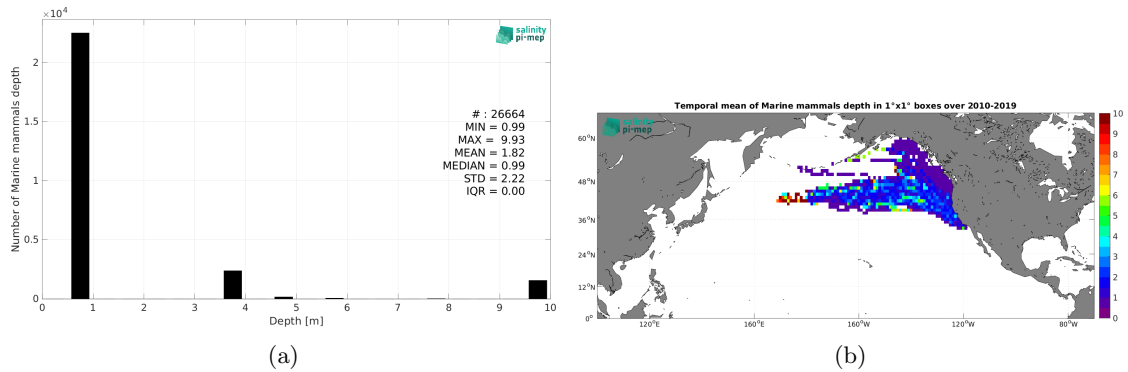 ×10⁴
salinity
pi-mep
2
1.5
1
0.5
0
Number of Marine mammals depth
# : 26664
MIN = 0.99
MAX = 9.93
MEAN = 1.82
MEDIAN = 0.99
STD = 2.22
IQR = 0.00
0 1 2 3 4 5 6 7 8 9 10
Depth [m]
(a)
Temporal mean of Marine mammals depth in 1°x1° boxes over 2010-2019
salinity
pi-mep
60°N
48°N
36°N
24°N
12°N
0°
120°E 160°E 160°W 120°W 80°W
10
9
8
7
6
5
4
3
2
1
0
(b)